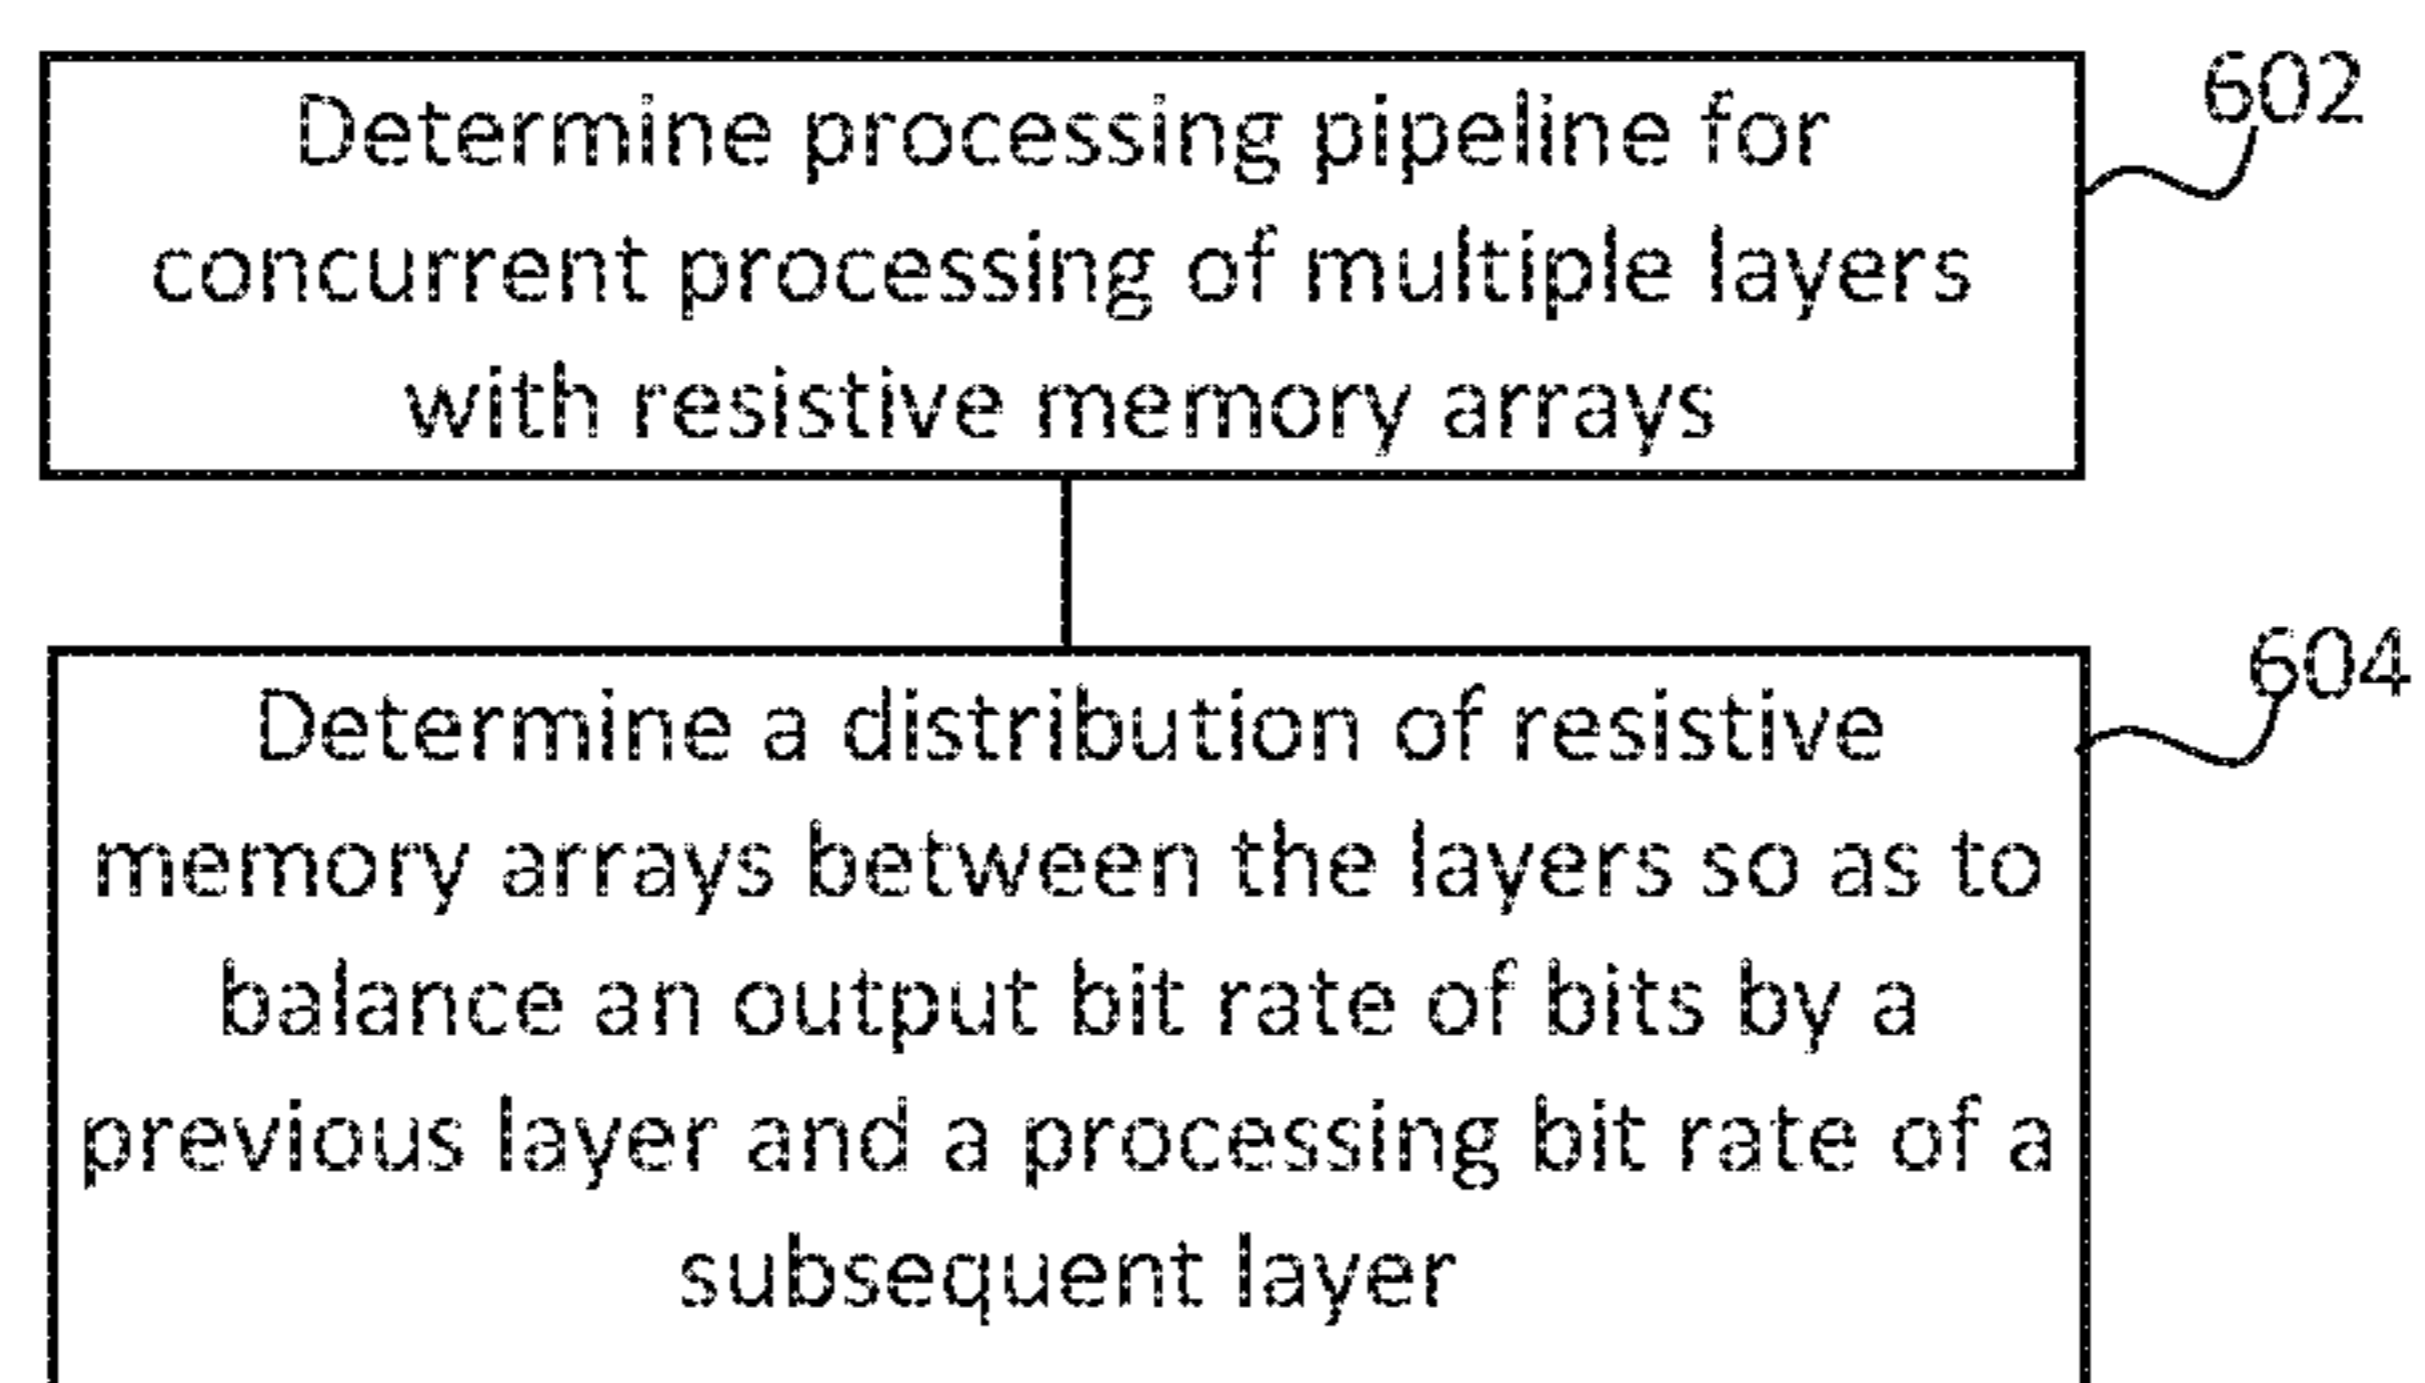 602
Determine processing pipeline for
concurrent processing of multiple layers
with resistive memory arrays
604
Determine a distribution of resistive
memory arrays between the layers so as to
balance an output bit rate of bits by a
previous layer and a processing bit rate of a
subsequent layer